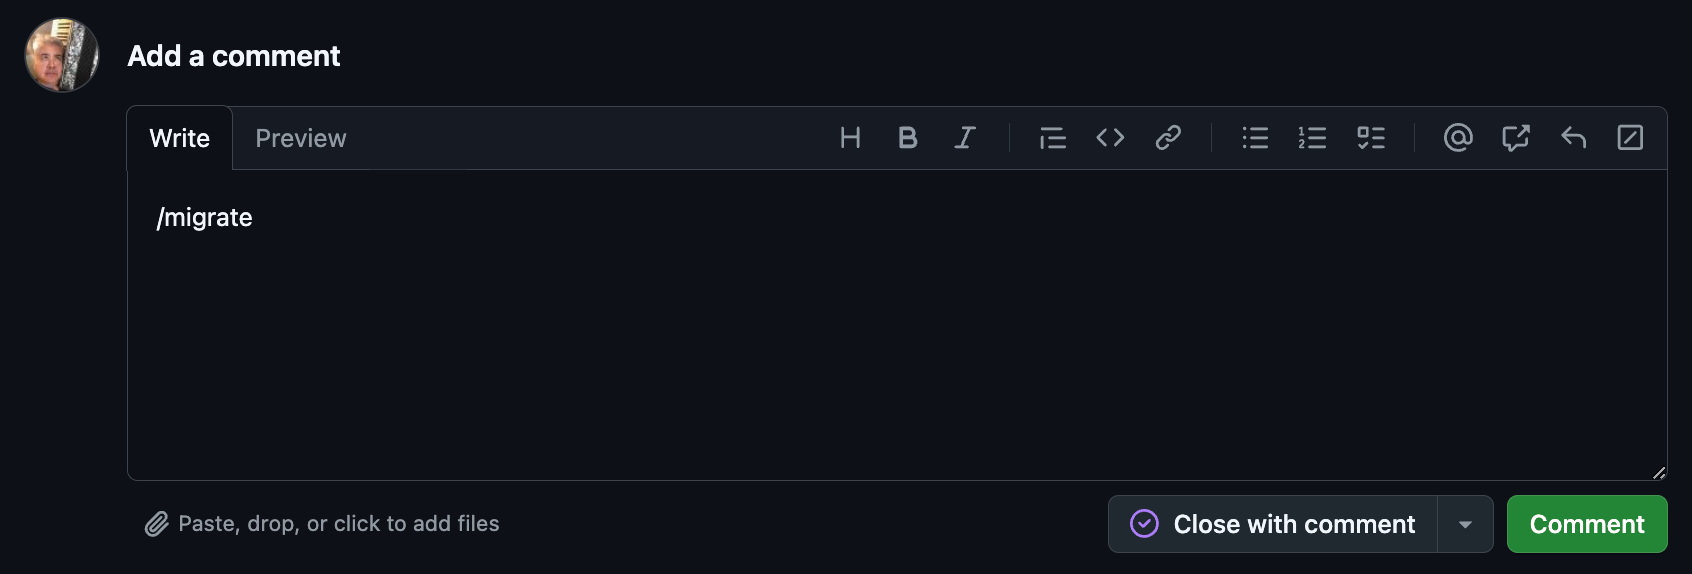 Add a comment
Write
Preview
/migrate
Paste, drop, or click to add files
Close with comment
Comment